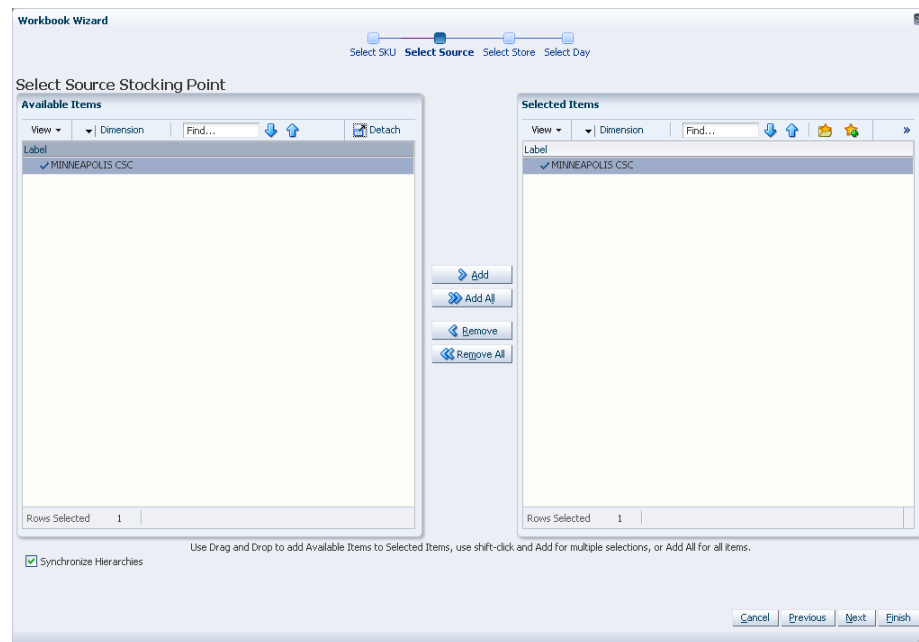 Workbook Wizard
Select SKU Select Source Select Store Select Day
Select Source Stocking Point
Available Items
View Dimension Find... Detach
Label
MINNEAPOLIS CSC
Rows Selected 1
Add
Add All
Remove
Remove All
Selected Items
View Dimension Find... »
Label
MINNEAPOLIS CSC
Rows Selected 1
Use Drag and Drop to add Available Items to Selected Items, use shift-click and Add for multiple selections, or Add All for all items.
Synchronize Hierarchies
Cancel Previous Next Finish